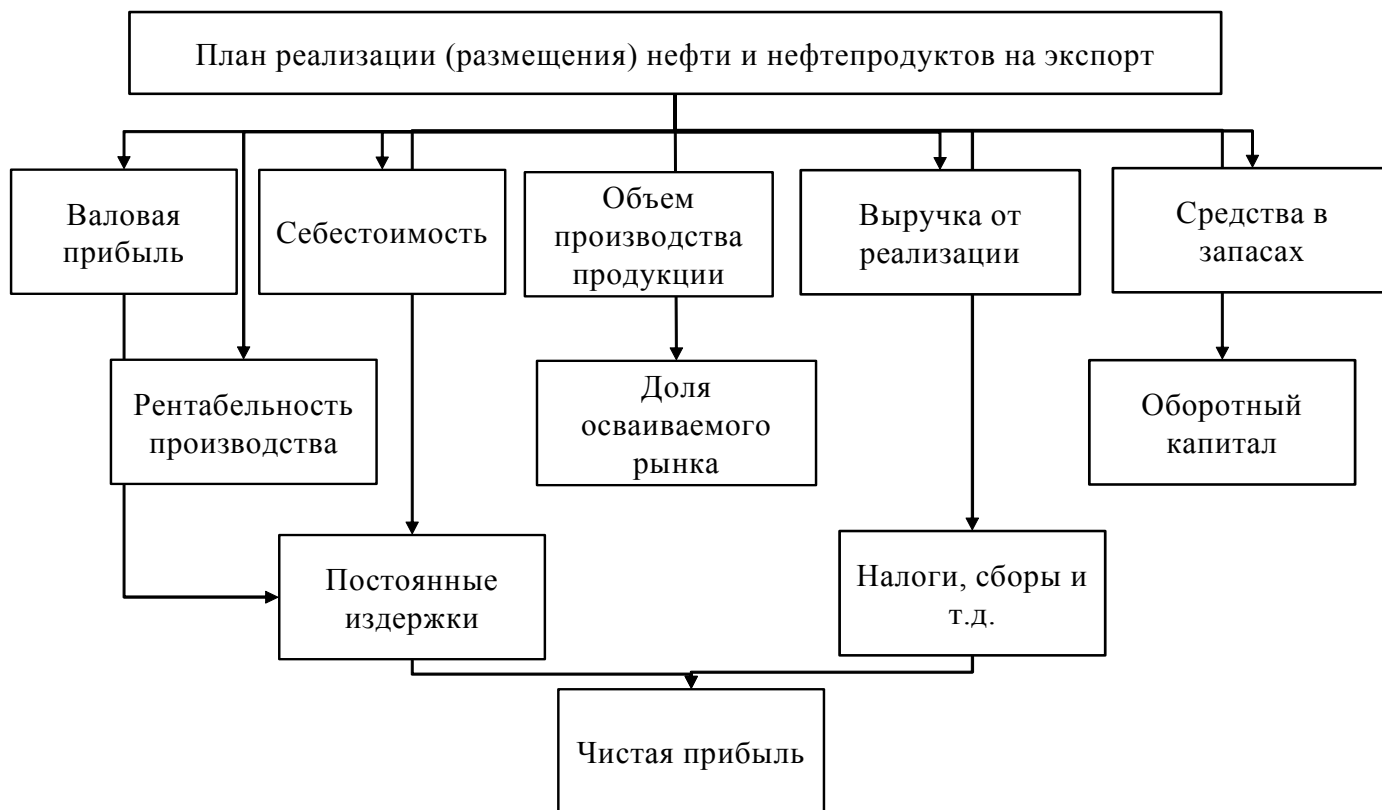 План реализации (размещения) нефти и нефтепродуктов на экспорт
Валовая
прибыль
Себестоимость
Объем
производства
продукции
Выручка от
реализации
Средства в
запасах
Рентабельность
производства
Доля
осваиваемого
рынка
Оборотный
капитал
Постоянные
издержки
Налоги, сборы и
т.д.
Чистая прибыль